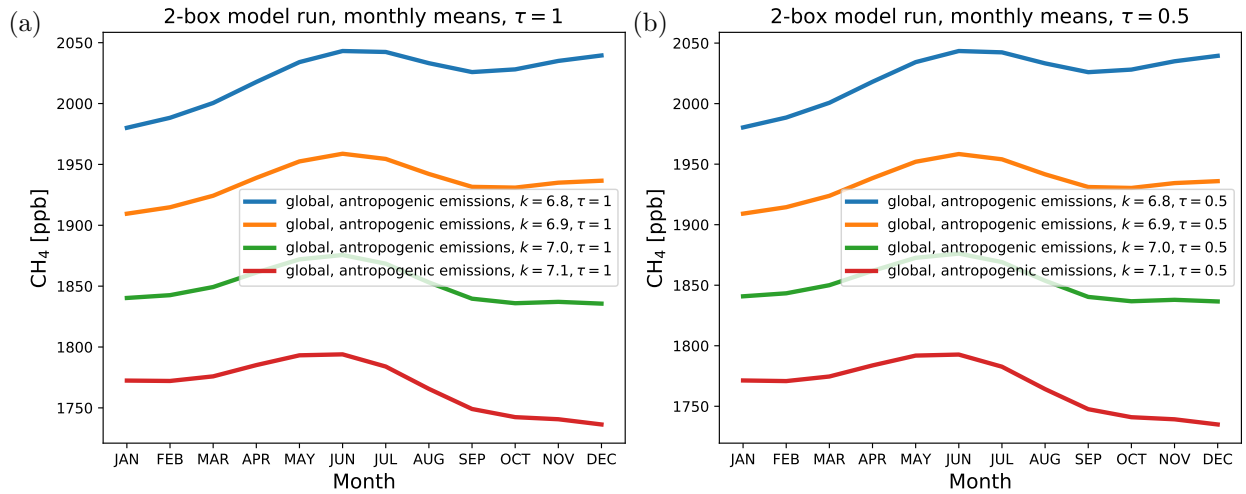 (a)
2-box model run, monthly means, τ = 1
CH₄ [ppb]
2050
2000
1950
1900
1850
1800
1750
global, antropogenic emissions, k = 6.8, τ = 1
global, antropogenic emissions, k = 6.9, τ = 1
global, antropogenic emissions, k = 7.0, τ = 1
global, antropogenic emissions, k = 7.1, τ = 1
JAN FEB MAR APR MAY JUN JUL AUG SEP OCT NOV DEC
Month
(b)
2-box model run, monthly means, τ = 0.5
CH₄ [ppb]
2050
2000
1950
1900
1850
1800
1750
global, antropogenic emissions, k = 6.8, τ = 0.5
global, antropogenic emissions, k = 6.9, τ = 0.5
global, antropogenic emissions, k = 7.0, τ = 0.5
global, antropogenic emissions, k = 7.1, τ = 0.5
JAN FEB MAR APR MAY JUN JUL AUG SEP OCT NOV DEC
Month